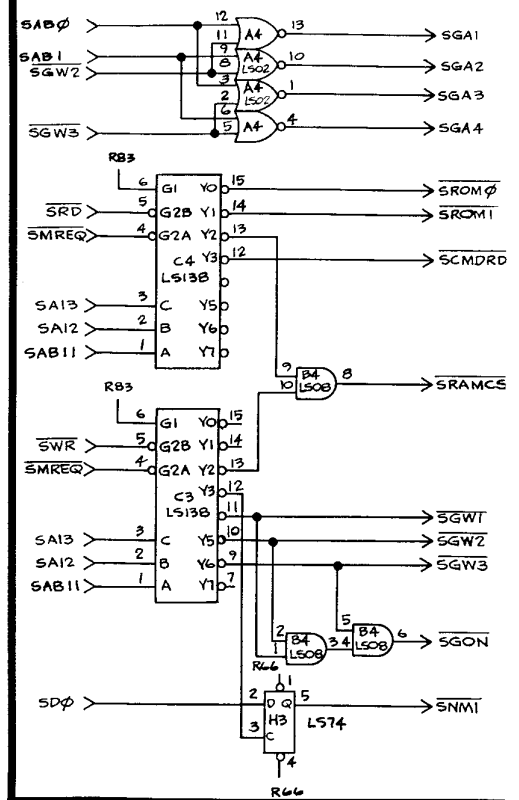 SABØ
12
11
A4
13
SGA1
SAB1
9
8
A4
LS02
10
SGA2
SGW2
3
2
A4
LS02
1
SGA3
SGW3
6
5
A4
4
SGA4
R83
6
G1
YO
15
SROMØ
SRD
5
G2B
Y1
14
SROM1
SMREQ
4
G2A
Y2
13
C4
Y3
12
SCMDRD
LS138
SA13
3
C
Y5
SA12
2
B
Y6
SAB11
1
A
Y7
9
10
B4
LS08
8
SRAMCS
R83
6
G1
YO
15
SWR
5
G2B
Y1
14
SMREQ
4
G2A
Y2
13
C3
Y3
12
LS138
11
SGW1
SA13
3
C
Y5
10
SGW2
SA12
2
B
Y6
9
SGW3
SAB11
1
A
Y7
7
2
1
B4
LS08
3
4
5
B4
LS08
6
SGON
R66
1
SDØ
2
D
Q
5
SNMI
H3
LS74
3
C
4
R66